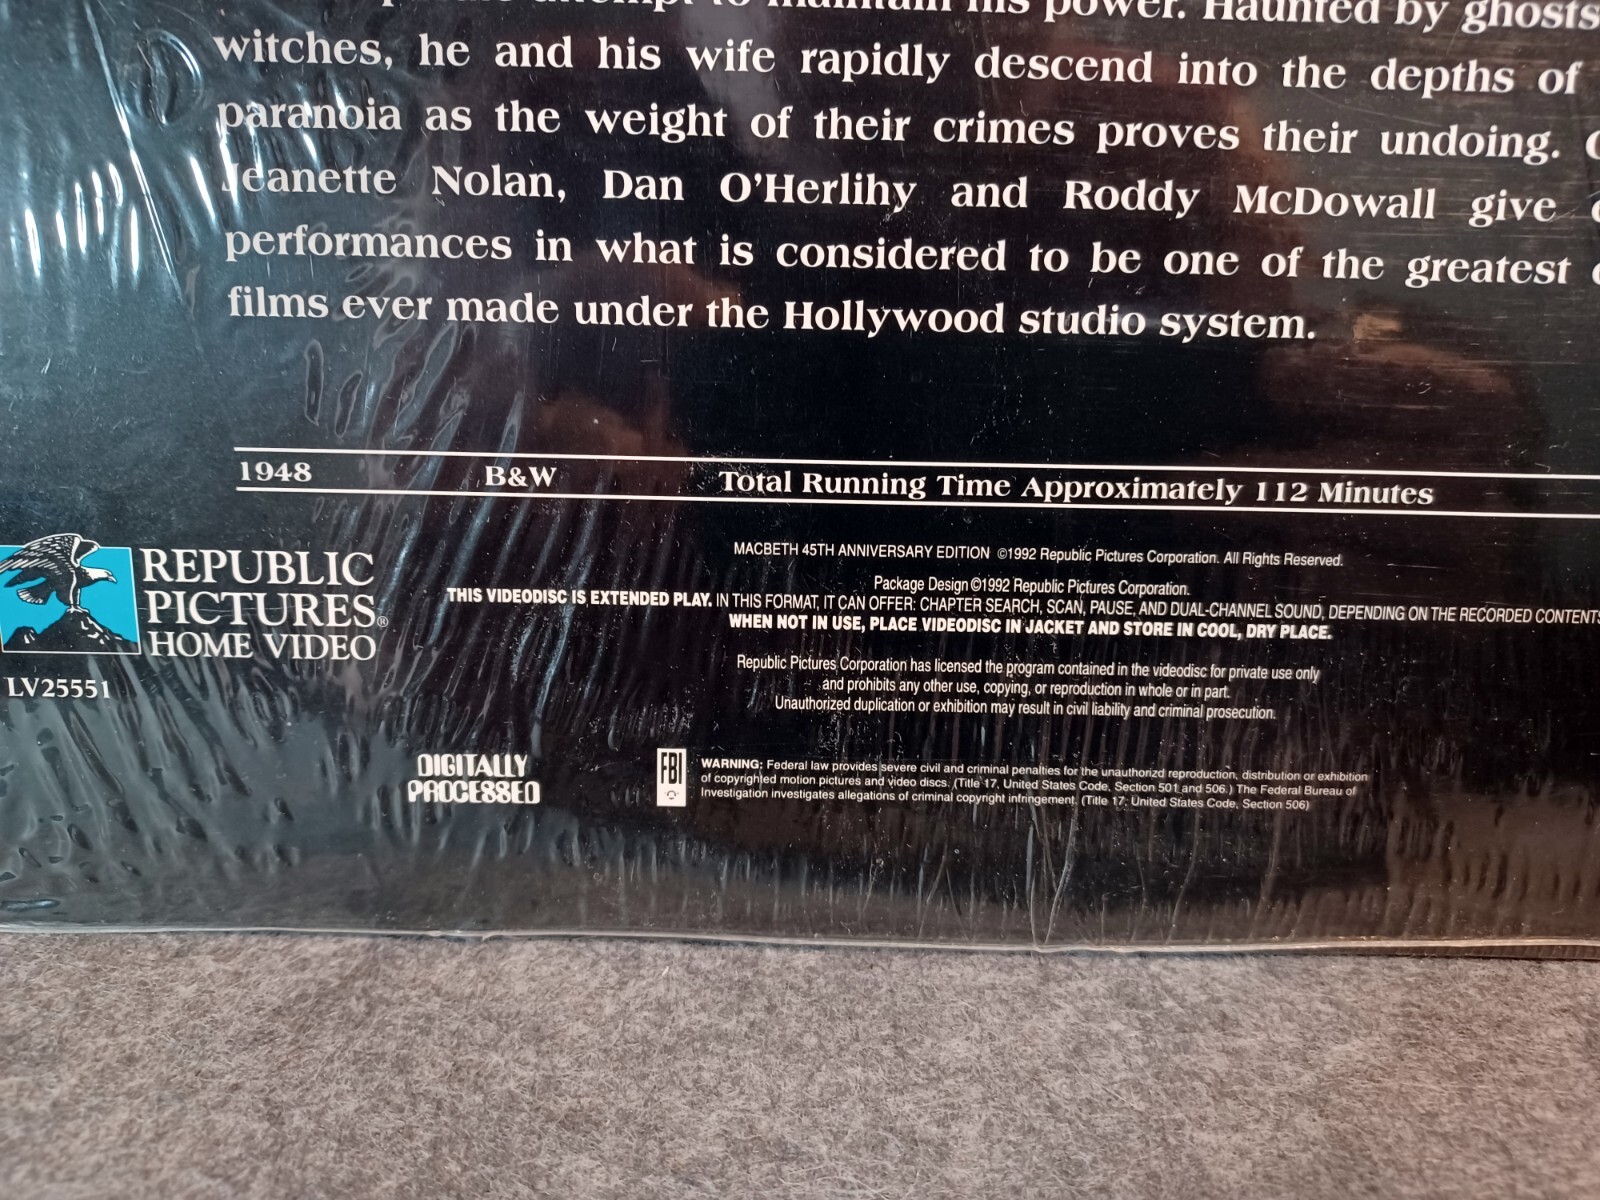 attempt to maintain his power. Haunted by ghosts
witches, he and his wife rapidly descend into the depths of
paranoia as the weight of their crimes proves their undoing.
Jeanette Nolan, Dan O'Herlihy and Roddy McDowall give
performances in what is considered to be one of the greatest
films ever made under the Hollywood studio system.
1948 B&W Total Running Time Approximately 112 Minutes
REPUBLIC
PICTURES®
HOME VIDEO
LV25551
MACBETH 45TH ANNIVERSARY EDITION ©1992 Republic Pictures Corporation. All Rights Reserved.
Package Design ©1992 Republic Pictures Corporation.
THIS VIDEODISC IS EXTENDED PLAY. IN THIS FORMAT, IT CAN OFFER: CHAPTER SEARCH, SCAN, PAUSE, AND DUAL-CHANNEL SOUND, DEPENDING ON THE RECORDED CONTENTS
WHEN NOT IN USE, PLACE VIDEODISC IN JACKET AND STORE IN COOL, DRY PLACE.
Republic Pictures Corporation has licensed the program contained in the videodisc for private use only
and prohibits any other use, copying, or reproduction in whole or in part.
Unauthorized duplication or exhibition may result in civil liability and criminal prosecution.
DIGITALLY
PROCESSED
FBI
WARNING: Federal law provides severe civil and criminal penalties for the unauthorized reproduction, distribution or exhibition
of copyrighted motion pictures and video discs. (Title 17, United States Code, Section 501 and 506.) The Federal Bureau of
Investigation investigates allegations of criminal copyright infringement. (Title 17, United States Code, Section 506)